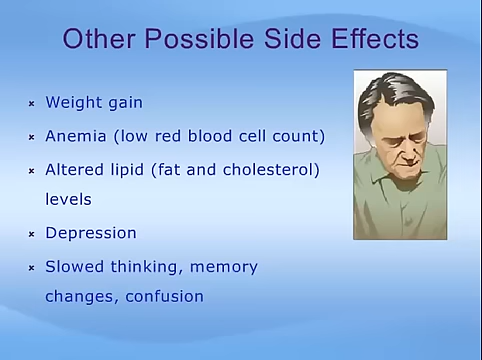 Other Possible Side Effects
Weight gain
Anemia (low red blood cell count)
Altered lipid (fat and cholesterol)
levels
Depression
Slowed thinking, memory
changes, confusion